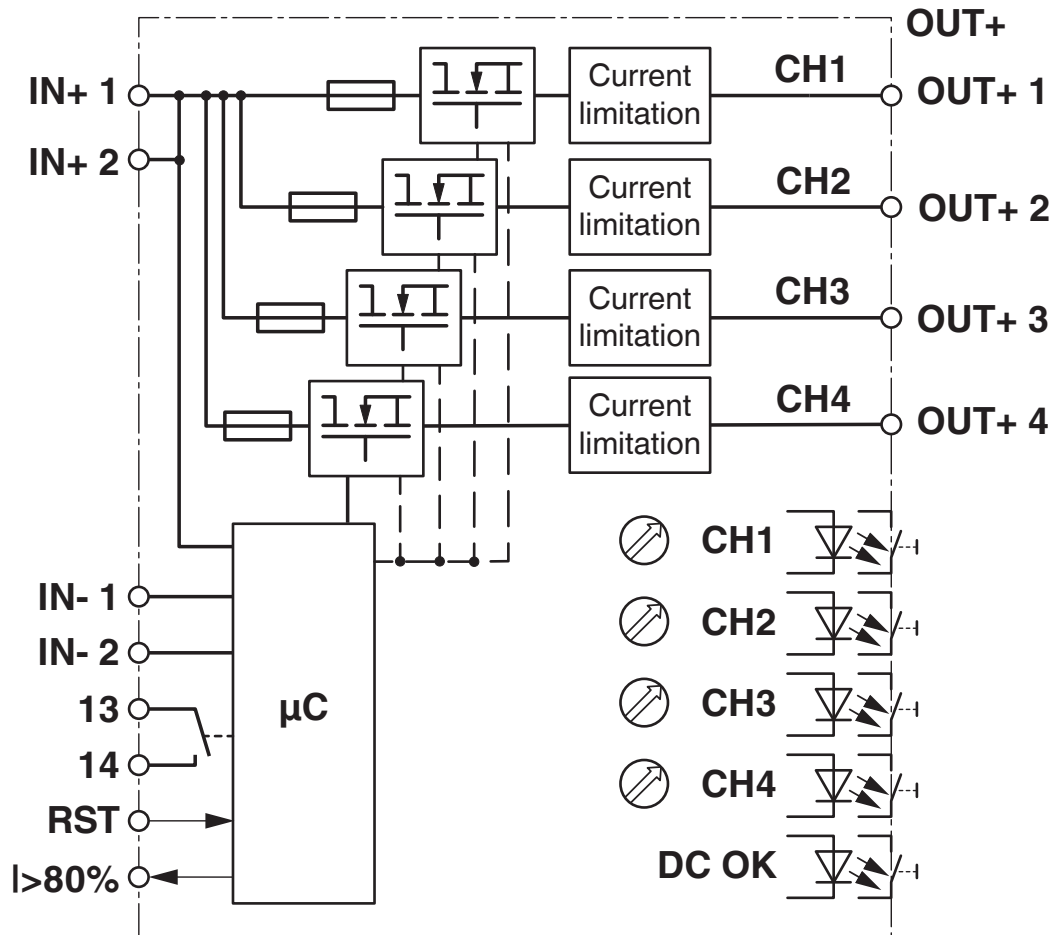 OUT+
IN+ 1
Current
limitation
CH1
OUT+ 1
IN+ 2
Current
limitation
CH2
OUT+ 2
Current
limitation
CH3
OUT+ 3
Current
limitation
CH4
OUT+ 4
CH1
IN- 1
CH2
IN- 2
13
µC
CH3
14
CH4
RST
I>80%
DC OK